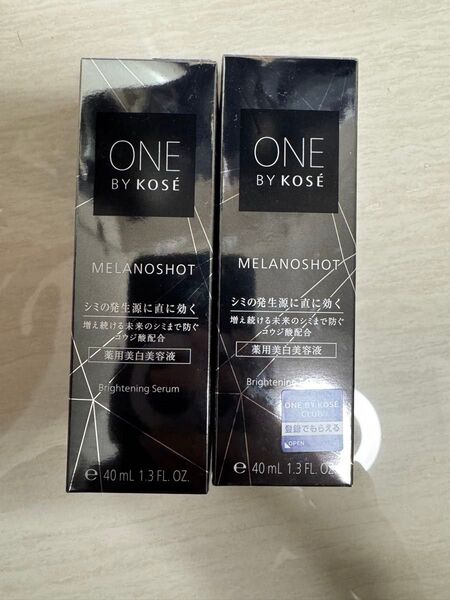 ONE
BY KOSÉ
MELANOSHOT
シミの発生源に直に効く
増え続ける未来のシミまで防ぐ
コウジ酸配合
薬用美白美容液
Brightening Serum
℮ 40 mL 1.3 FL. OZ.
ONE
BY KOSÉ
MELANOSHOT
シミの発生源に直に効く
増え続ける未来のシミまで防ぐ
コウジ酸配合
薬用美白美容液
Brightening
ONE BY KOSÉ
CLUB
登録でもらえる
OPEN
℮ 40 mL 1.3 FL. OZ.